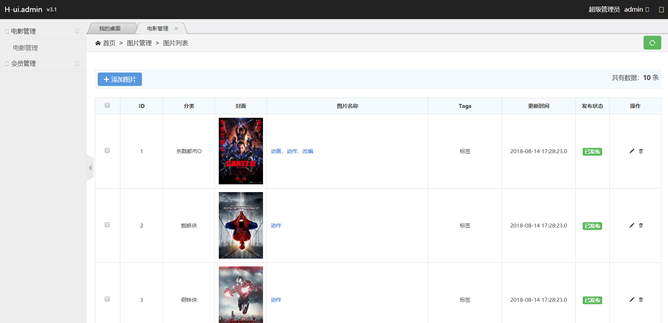 H-ui.admin v3.1
超级管理员 admin
电影管理
电影管理
会员管理
我的桌面
电影管理
首页 > 图片管理 > 图片列表
添加图片
共有数据：10 条
ID 分类 封面 图片名称 Tags 更新时间 发布状态 操作
1 杀戮都市O 动画、动作、改编 标签 2018-08-14 17:28:23.0 已发布
GANTZ:O
2 蜘蛛侠 动作 标签 2018-08-14 17:28:23.0 已发布
3 钢铁侠 动作 标签 2018-08-14 17:28:23.0 已发布